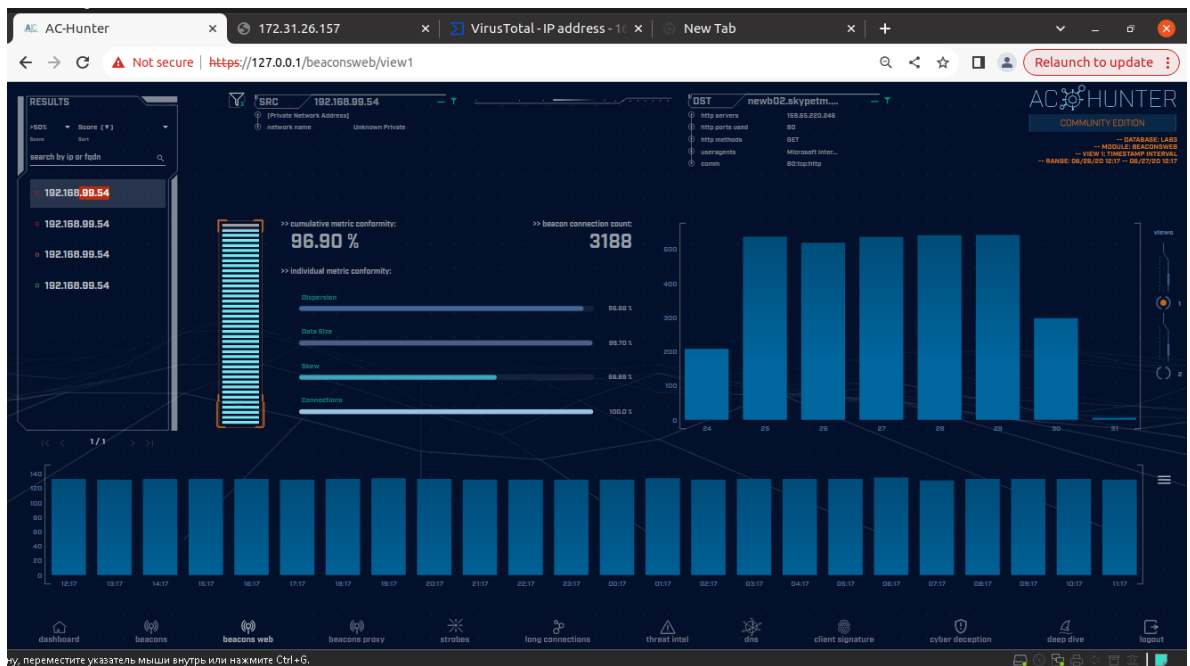 AC-Hunter
172.31.26.157
VirusTotal - IP address - 16
New Tab
Not secure
https://127.0.0.1/beaconsweb/view1
Relaunch to update
RESULTS
>50%
Score [▼]
Score
Sort
search by ip or fqdn
192.168.99.54
192.168.99.54
192.168.99.54
192.168.99.54
1/1
SRC
192.168.99.54
[Private Network Address]
network name
Unknown Private
DST
newb02.skypetm....
http servers
159.65.220.246
http ports used
80
http methods
GET
useragents
Microsoft Inter...
comm
80:tcp:http
AC HUNTER
COMMUNITY EDITION
-- DATABASE: LAB3
-- MODULE: BEACONSWEB
-- VIEW 1: TIMESTAMP INTERVAL
-- RANGE: 06/26/20 12:17 -- 06/27/20 12:17
>> cumulative metric conformity:
96.90 %
>> beacon connection count:
3188
>> individual metric conformity:
Dispersion
Data Size
99.70 %
Skew
Connections
100.0 %
500
400
300
200
100
0
24
25
26
27
28
29
30
31
views
1
2
140
120
100
80
60
40
20
0
12:17
13:17
14:17
15:17
16:17
17:17
18:17
19:17
20:17
21:17
22:17
23:17
00:17
01:17
02:17
03:17
04:17
05:17
06:17
07:17
08:17
09:17
10:17
11:17
dashboard
beacons
beacons web
beacons proxy
strobes
long connections
threat intel
dns
client signature
cyber deception
deep dive
logout
ну, переместите указатель мыши внутрь или нажмите Ctrl+G.